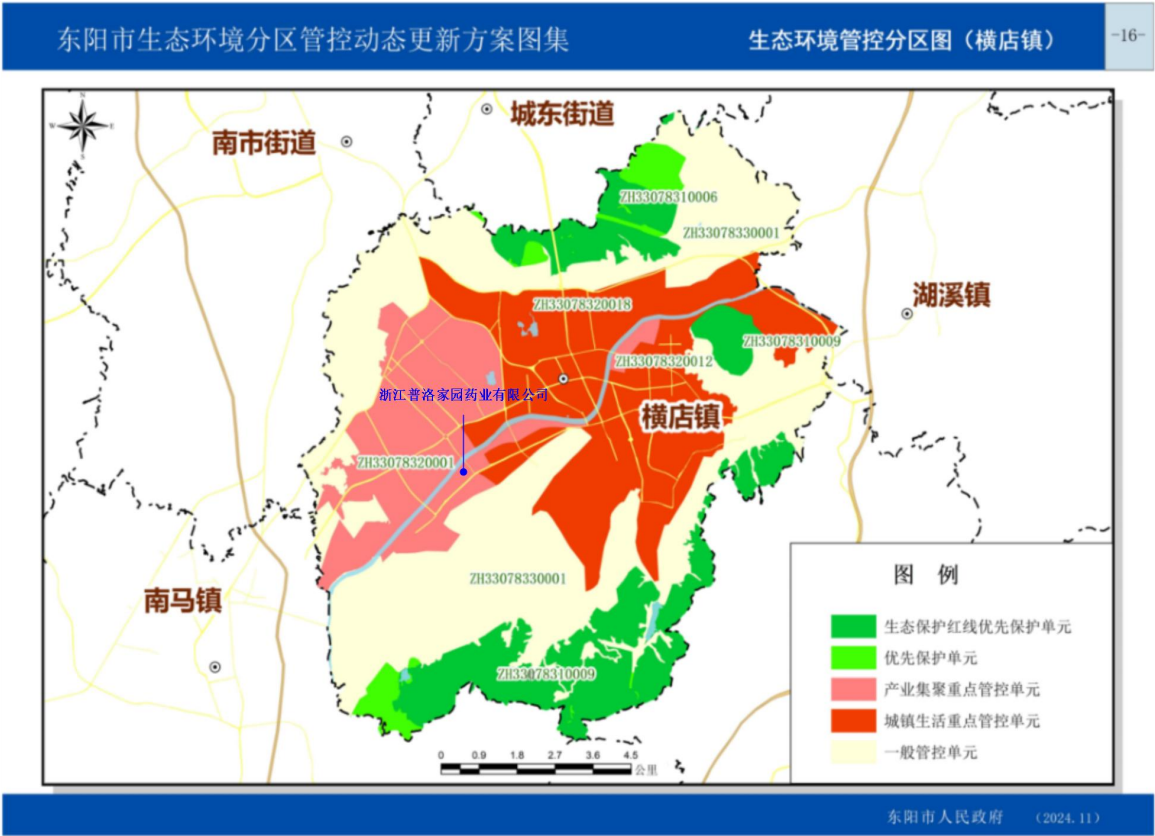 东阳市生态环境分区管控动态更新方案图集
生态环境管控分区图（横店镇）
-16-
N
W
E
S
城东街道
南市街道
ZH33078310006
ZH33078330001
湖溪镇
ZH33078320018
ZH33078310009
ZH33078320012
浙江普洛家园药业有限公司
横店镇
ZH33078320001
ZH33078330001
南马镇
ZH33078310009
图 例
生态保护红线优先保护单元
优先保护单元
产业集聚重点管控单元
城镇生活重点管控单元
一般管控单元
0 0.9 1.8 2.7 3.6 4.5
公里
东阳市人民政府 （2024.11）